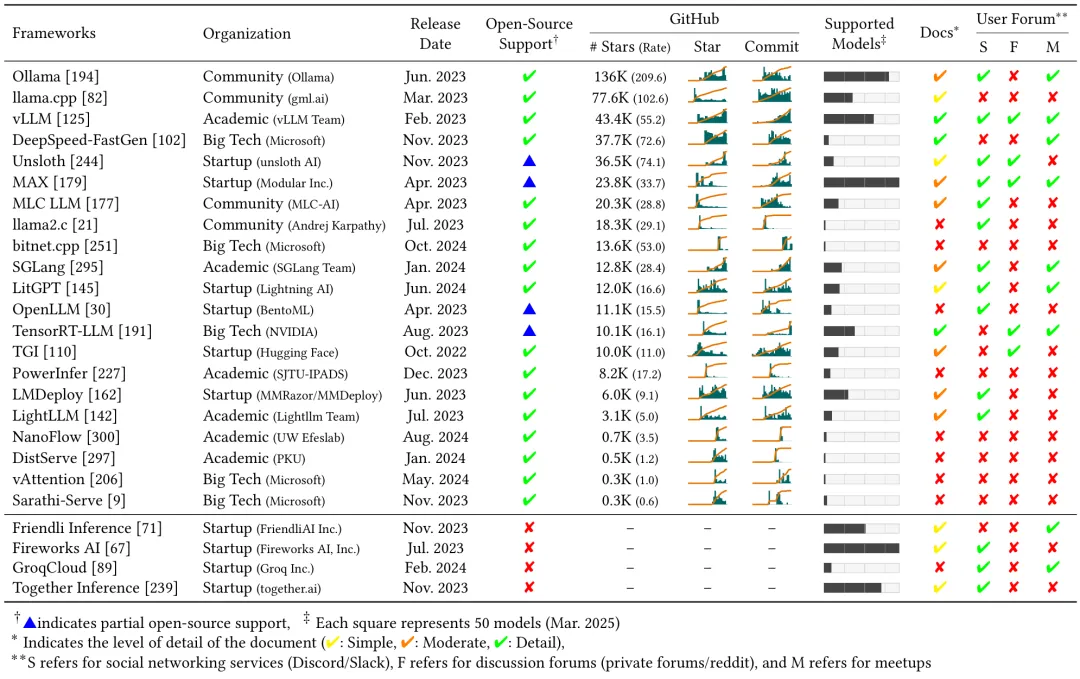 Frameworks Organization Release Date Open-Source Support† GitHub Supported Models‡ Docs* User Forum**
# Stars (Rate) Star Commit S F M
Ollama [194] Community (Ollama) Jun. 2023 ✔ 136K (209.6) ✔ ✔ ✘ ✔
llama.cpp [82] Community (gml.ai) Mar. 2023 ✔ 77.6K (102.6) ✔ ✘ ✘ ✘
vLLM [125] Academic (vLLM Team) Feb. 2023 ✔ 43.4K (55.2) ✔ ✔ ✔ ✔
DeepSpeed-FastGen [102] Big Tech (Microsoft) Nov. 2023 ✔ 37.7K (72.6) ✔ ✘ ✘ ✔
Unsloth [244] Startup (unsloth AI) Nov. 2023 ▲ 36.5K (74.1) ✔ ✔ ✔ ✘
MAX [179] Startup (Modular Inc.) Apr. 2023 ▲ 23.8K (33.7) ✔ ✔ ✔ ✔
MLC LLM [177] Community (MLC-AI) Apr. 2023 ✔ 20.3K (28.8) ✔ ✔ ✘ ✘
llama2.c [21] Community (Andrej Karpathy) Jul. 2023 ✔ 18.3K (29.1) ✘ ✔ ✘ ✘
bitnet.cpp [251] Big Tech (Microsoft) Oct. 2024 ✔ 13.6K (53.0) ✘ ✘ ✘ ✘
SGLang [295] Academic (SGLang Team) Jan. 2024 ✔ 12.8K (28.4) ✔ ✔ ✘ ✔
LitGPT [145] Startup (Lightning AI) Jun. 2024 ✔ 12.0K (16.6) ✔ ✔ ✘ ✔
OpenLLM [30] Startup (BentoML) Apr. 2023 ▲ 11.1K (15.5) ✘ ✔ ✘ ✘
TensorRT-LLM [191] Big Tech (NVIDIA) Aug. 2023 ▲ 10.1K (16.1) ✔ ✘ ✔ ✔
TGI [110] Startup (Hugging Face) Oct. 2022 ✔ 10.0K (11.0) ✔ ✘ ✔ ✘
PowerInfer [227] Academic (SJTU-IPADS) Dec. 2023 ✔ 8.2K (17.2) ✘ ✘ ✘ ✘
LMDeploy [162] Startup (MMRazor/MMDeploy) Jun. 2023 ✔ 6.0K (9.1) ✔ ✔ ✘ ✘
LightLLM [142] Academic (Lightllm Team) Jul. 2023 ✔ 3.1K (5.0) ✔ ✔ ✘ ✘
NanoFlow [300] Academic (UW Efeslab) Aug. 2024 ✔ 0.7K (3.5) ✘ ✘ ✘ ✘
DistServe [297] Academic (PKU) Jan. 2024 ✔ 0.5K (1.2) ✘ ✘ ✘ ✘
vAttention [206] Big Tech (Microsoft) May. 2024 ✔ 0.3K (1.0) ✘ ✘ ✘ ✘
Sarathi-Serve [9] Big Tech (Microsoft) Nov. 2023 ✔ 0.3K (0.6) ✘ ✘ ✘ ✘
Friendli Inference [71] Startup (FriendliAI Inc.) Nov. 2023 ✘ – – – ✔ ✘ ✘ ✔
Fireworks AI [67] Startup (Fireworks AI, Inc.) Jul. 2023 ✘ – – – ✔ ✔ ✘ ✘
GroqCloud [89] Startup (Groq Inc.) Feb. 2024 ✘ – – – ✘ ✔ ✘ ✔
Together Inference [239] Startup (together.ai) Nov. 2023 ✘ – – – ✔ ✔ ✘ ✘
†▲indicates partial open-source support, ‡ Each square represents 50 models (Mar. 2025)
* Indicates the level of detail of the document (✔: Simple, ✔: Moderate, ✔: Detail),
**S refers for social networking services (Discord/Slack), F refers for discussion forums (private forums/reddit), and M refers for meetups